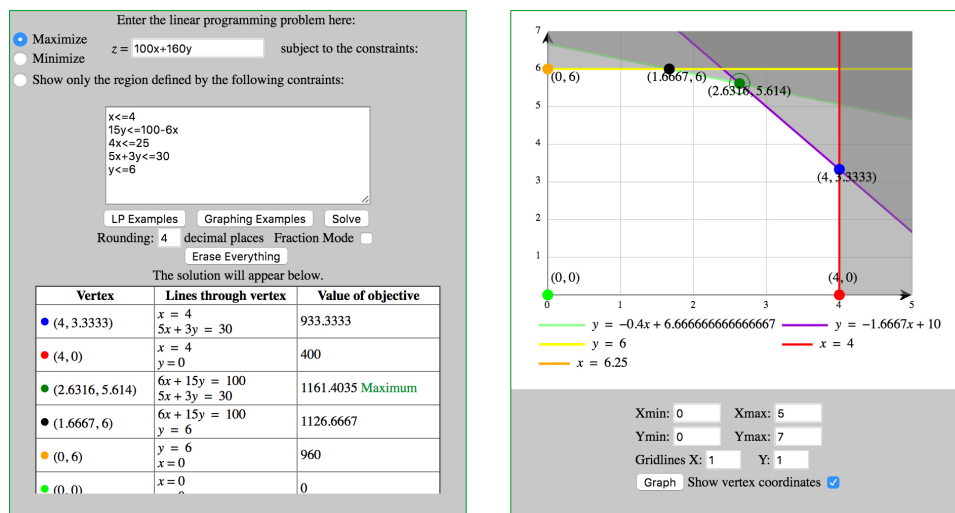 Enter the linear programming problem here:
Maximize
z = 100x+160y
subject to the constraints:
Minimize
Show only the region defined by the following contraints:
x<=4
15y<=100-6x
4x<=25
5x+3y<=30
y<=6
LP Examples
Graphing Examples
Solve
Rounding: 4 decimal places Fraction Mode
Erase Everything
The solution will appear below.
Vertex Lines through vertex Value of objective
(4, 3.3333)
x = 4
5x + 3y = 30
933.3333
(4, 0)
x = 4
y = 0
400
(2.6316, 5.614)
6x + 15y = 100
5x + 3y = 30
1161.4035 Maximum
(1.6667, 6)
6x + 15y = 100
y = 6
1126.6667
(0, 6)
y = 6
x = 0
960
(0, 0)
x = 0
0
7
6
5
4
3
2
1
(0, 6)
(1.6667, 6)
(2.6316, 5.614)
(4, 3.3333)
(0, 0)
(4, 0)
0 1 2 3 4 5
y = −0.4x + 6.666666666666667
y = −1.6667x + 10
y = 6
x = 4
x = 6.25
Xmin: 0 Xmax: 5
Ymin: 0 Ymax: 7
Gridlines X: 1 Y: 1
Graph Show vertex coordinates